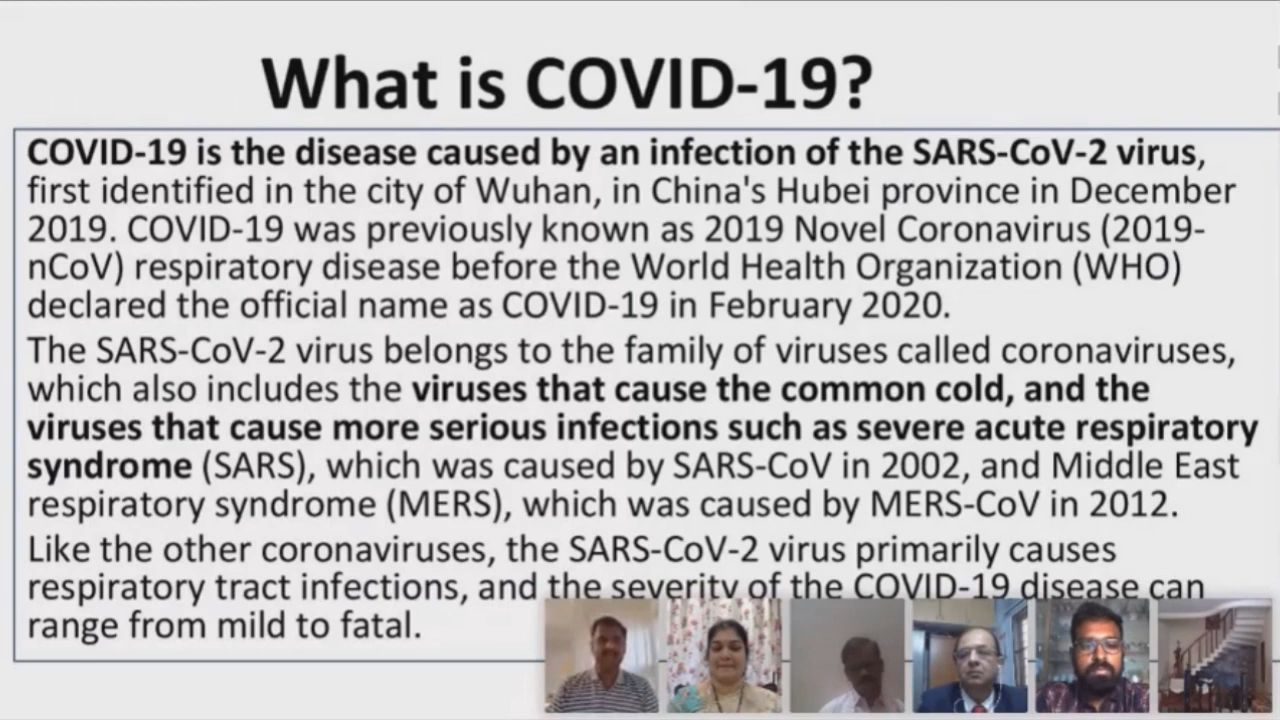 What is COVID-19?
COVID-19 is the disease caused by an infection of the SARS-CoV-2 virus,
first identified in the city of Wuhan, in China's Hubei province in December
2019. COVID-19 was previously known as 2019 Novel Coronavirus (2019-
nCoV) respiratory disease before the World Health Organization (WHO)
declared the official name as COVID-19 in February 2020.
The SARS-CoV-2 virus belongs to the family of viruses called coronaviruses,
which also includes the viruses that cause the common cold, and the
viruses that cause more serious infections such as severe acute respiratory
syndrome (SARS), which was caused by SARS-CoV in 2002, and Middle East
respiratory syndrome (MERS), which was caused by MERS-CoV in 2012.
Like the other coronaviruses, the SARS-CoV-2 virus primarily causes
respiratory tract infections, and the severity of the COVID-19 disease can
range from mild to fatal.